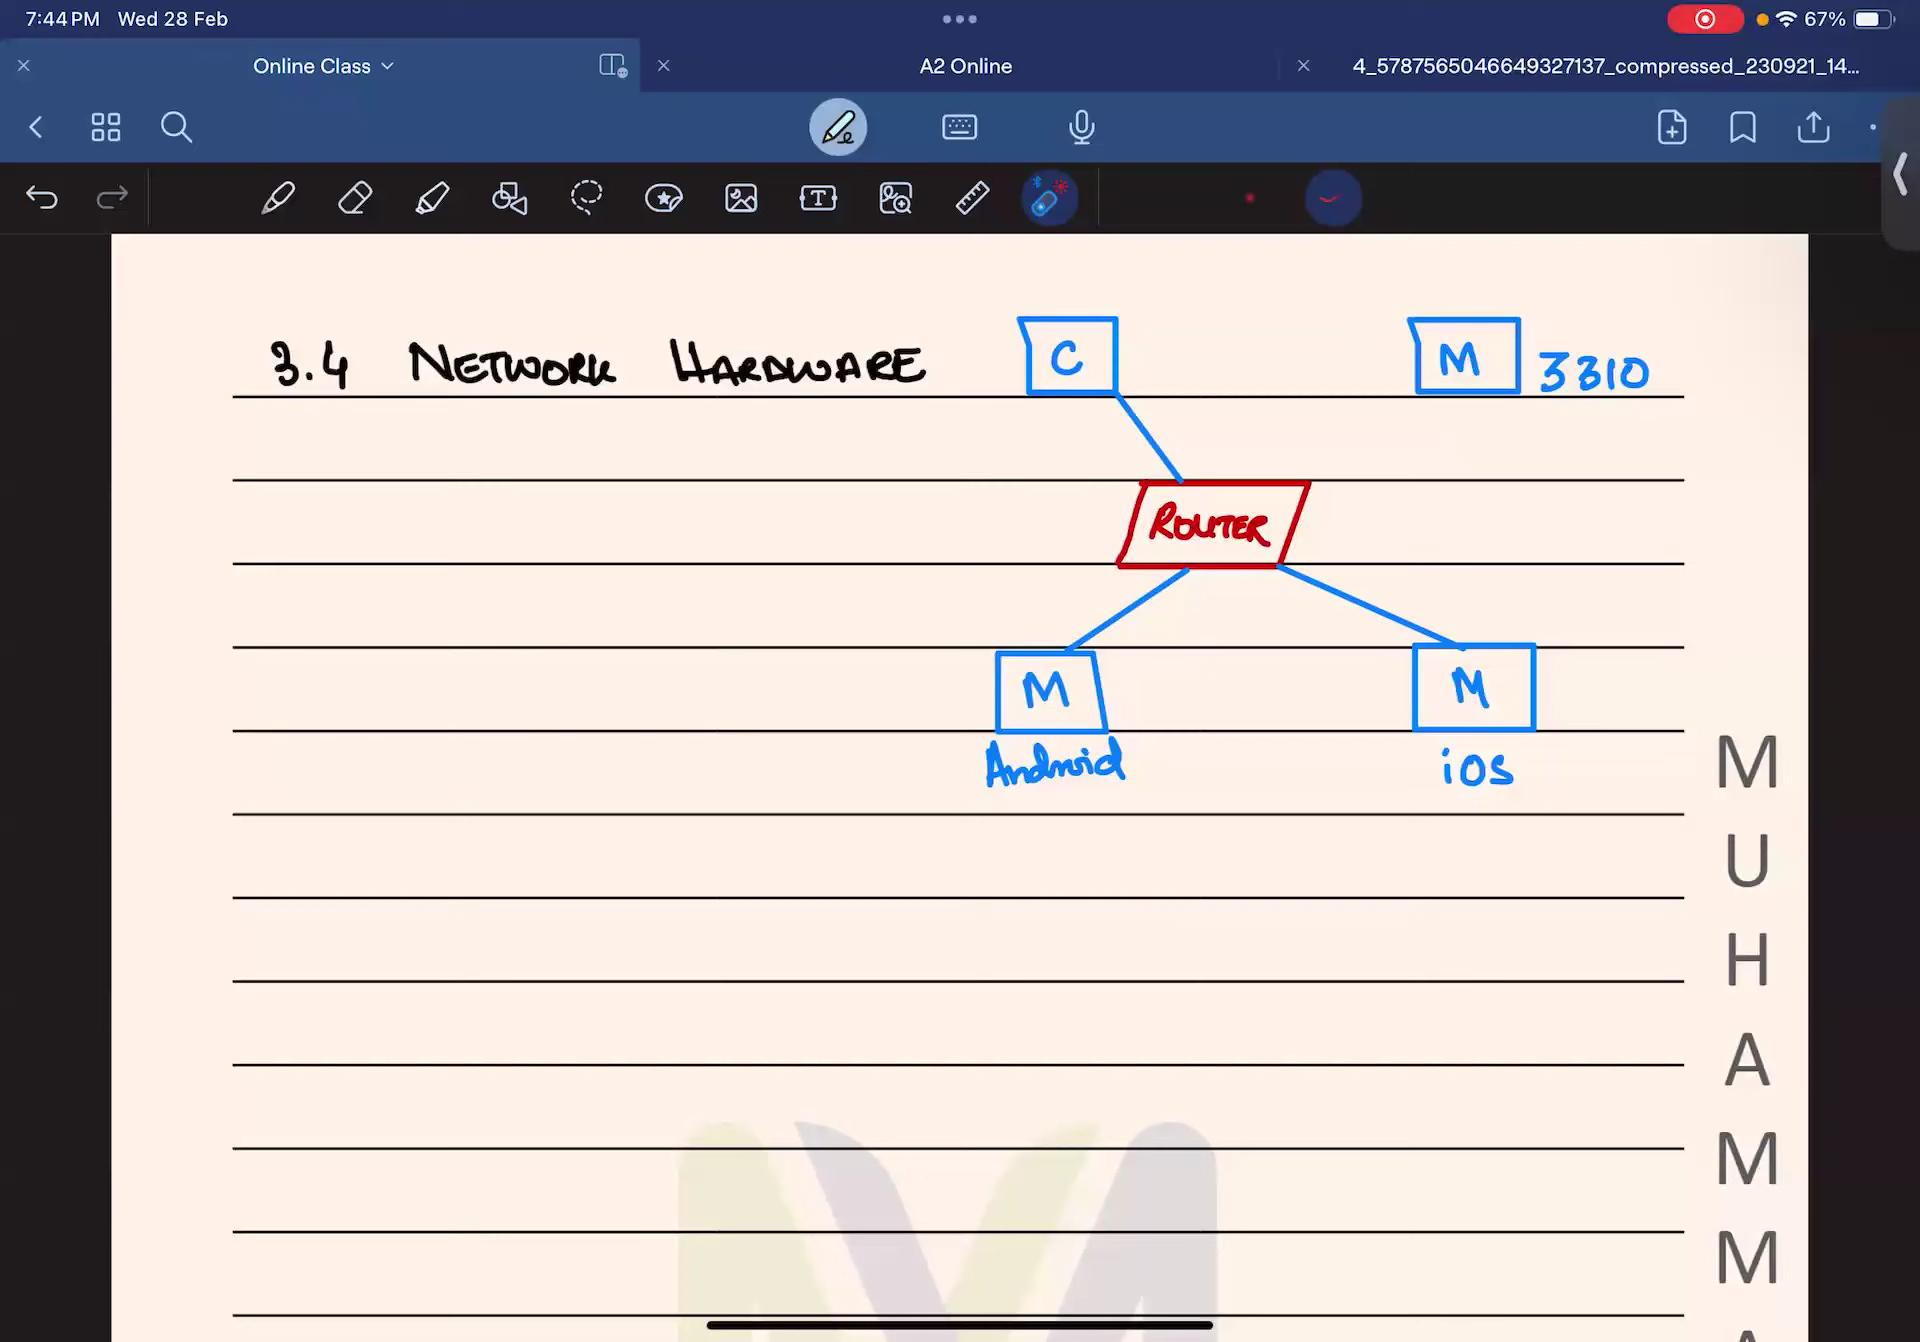 7:44 PM Wed 28 Feb
67%
Online Class
A2 Online
4_5787565046649327137_compressed_230921_14...
3.4 NETWORK HARDWARE
C
M 3310
ROUTER
M
M
Android
iOS
M
U
H
A
M
M
A